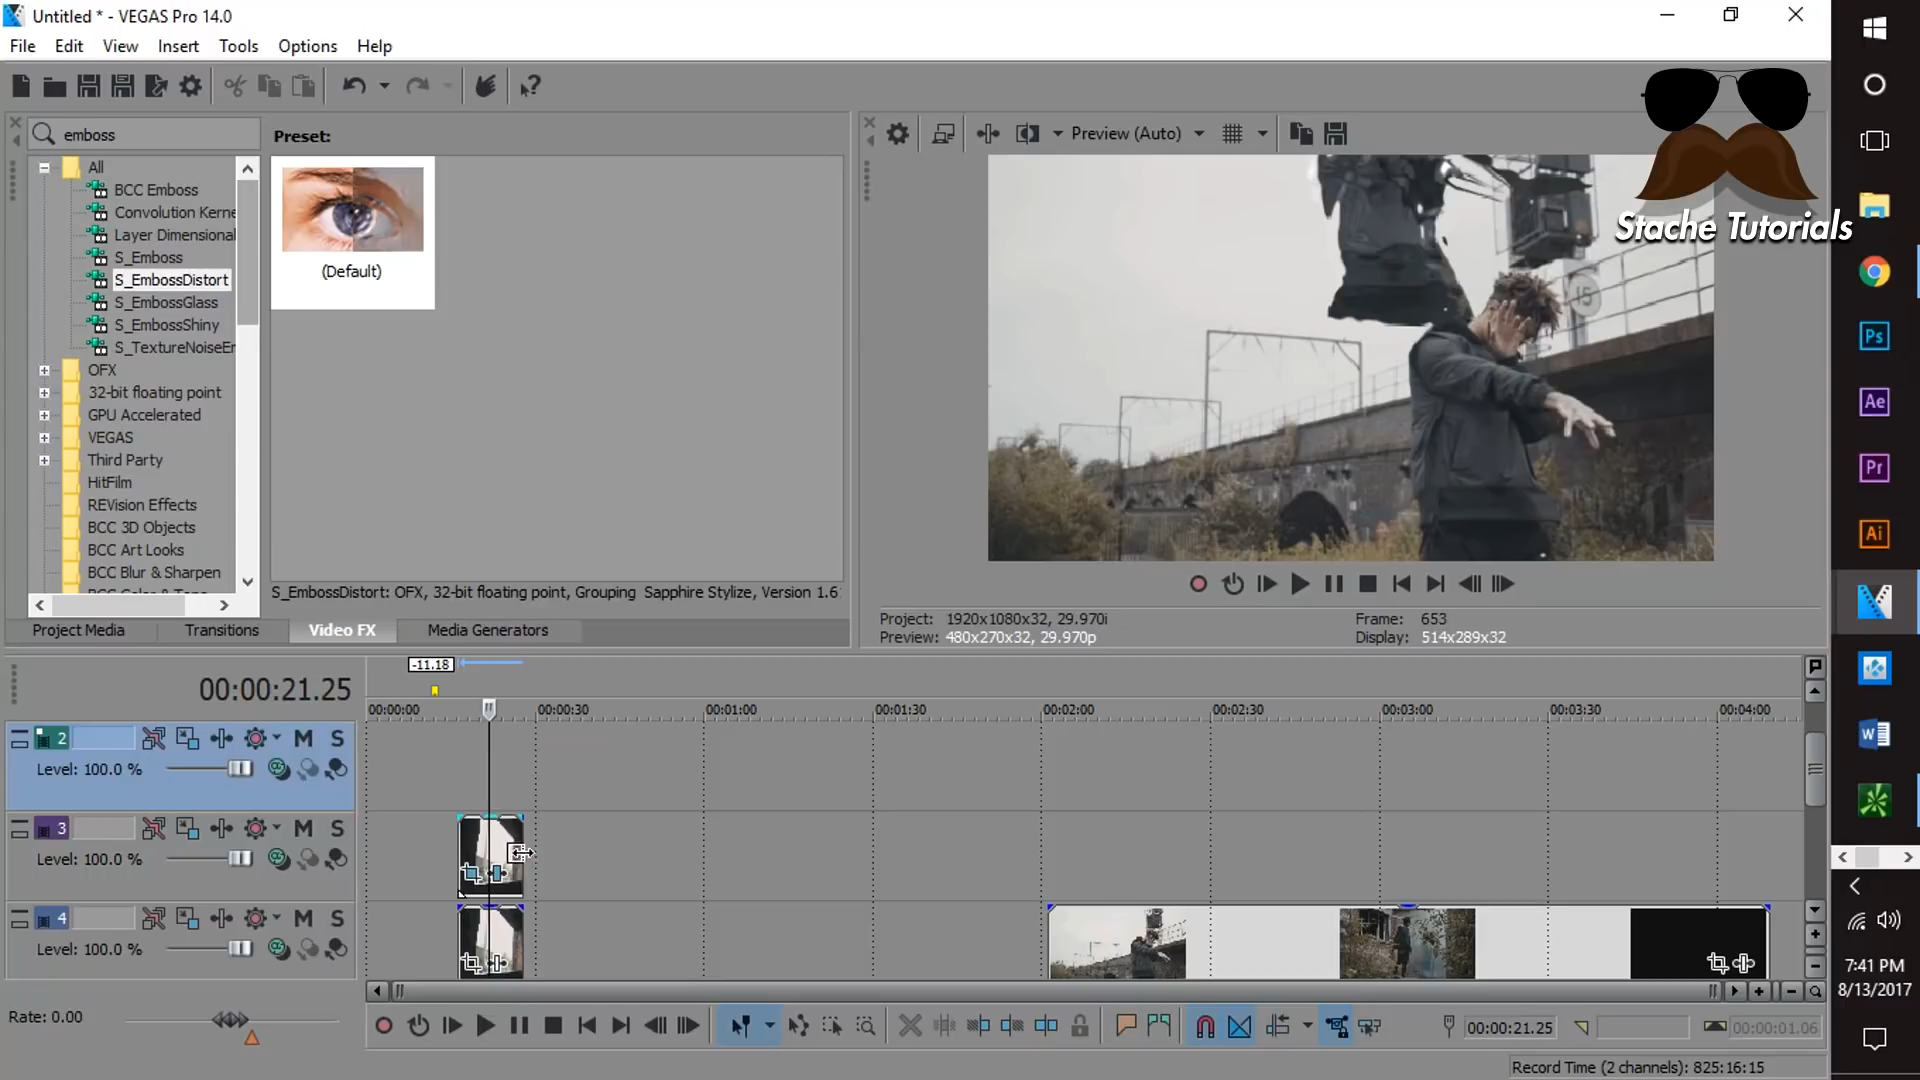 Untitled * - VEGAS Pro 14.0
File Edit View Insert Tools Options Help
emboss
Preset:
All
BCC Emboss
Convolution Kerne
Layer Dimensional
S_Emboss
S_EmbossDistort
S_EmbossGlass
S_EmbossShiny
S_TextureNoiseEr
OFX
32-bit floating point
GPU Accelerated
VEGAS
Third Party
HitFilm
REVision Effects
BCC 3D Objects
BCC Art Looks
BCC Blur & Sharpen
(Default)
S_EmbossDistort: OFX, 32-bit floating point, Grouping Sapphire Stylize, Version 1.6
Project Media Transitions Video FX Media Generators
Preview (Auto)
15
Stache Tutorials
Project: 1920x1080x32, 29.970i
Preview: 480x270x32, 29.970p
Frame: 653
Display: 514x289x32
-11.18
00:00:21.25
00:00:00 00:00:30 00:01:00 00:01:30 00:02:00 00:02:30 00:03:00 00:03:30 00:04:00
2 M S
Level: 100.0 %
3 M S
Level: 100.0 %
4 M S
Level: 100.0 %
Rate: 0.00
00:00:21.25
00:00:01.06
Record Time (2 channels): 825:16:15
Ps
Ae
Pr
Ai
7:41 PM
8/13/2017